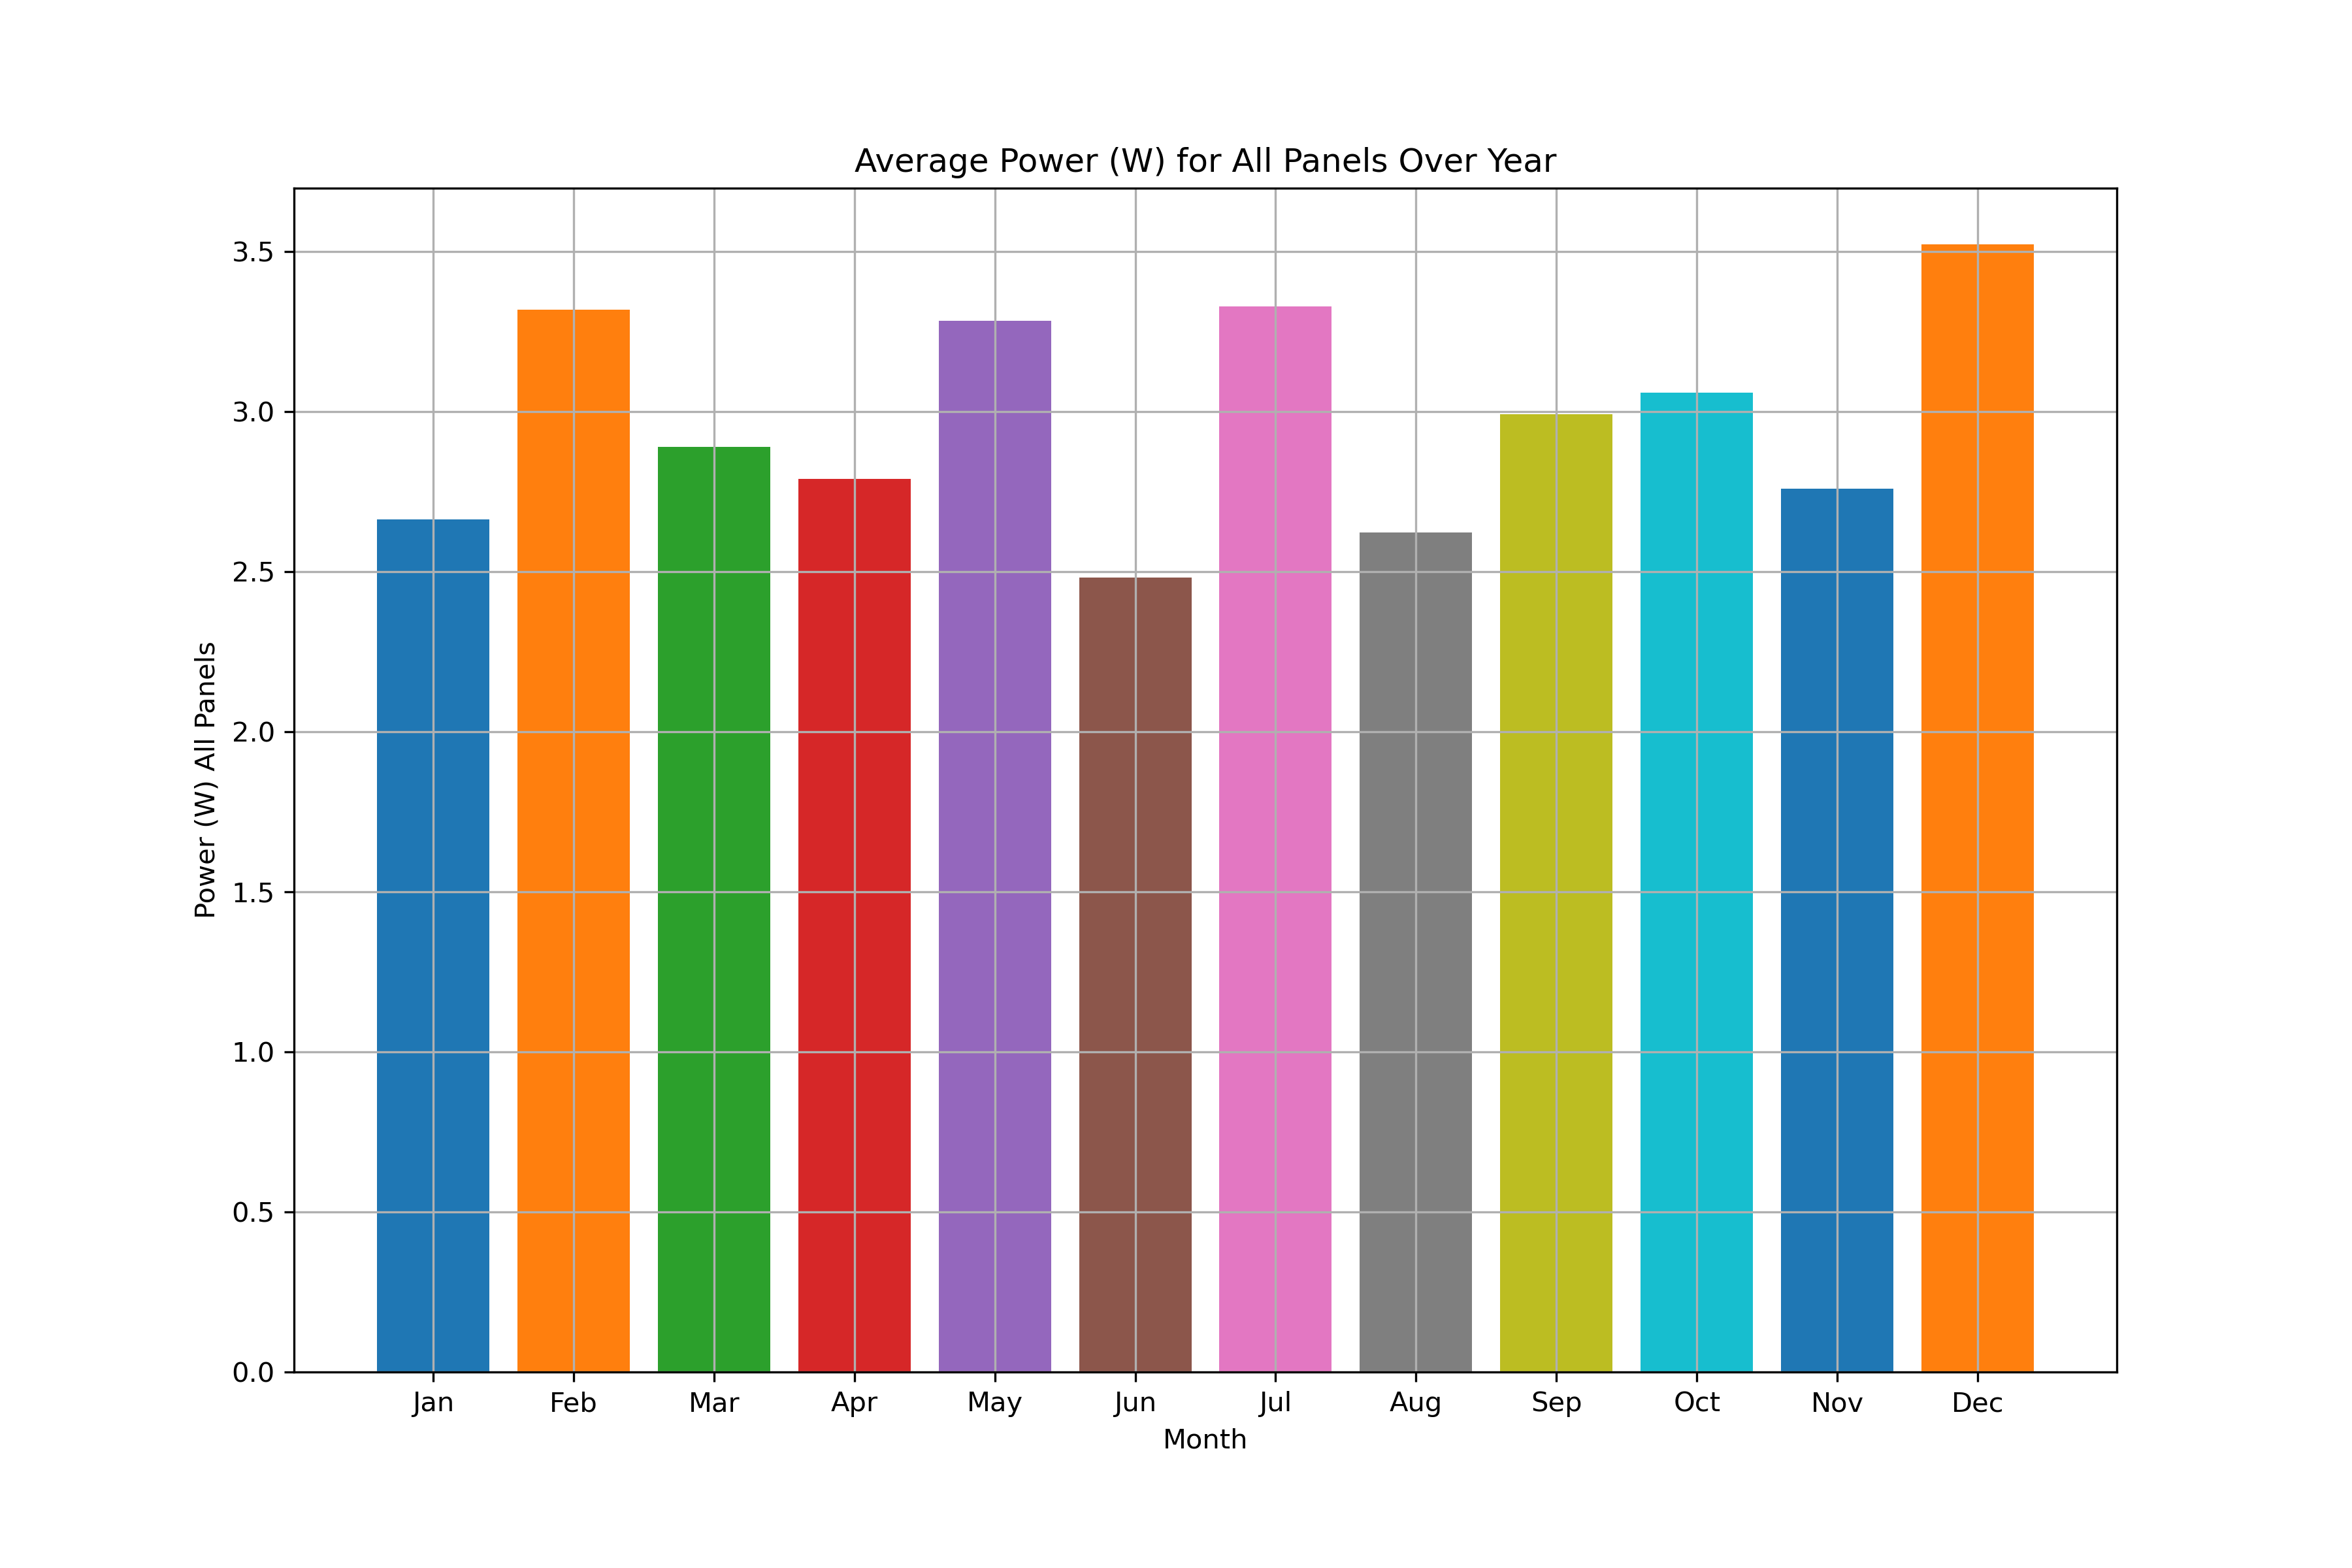 Average Power (W) for All Panels Over Year
Power (W) All Panels
3.5
3.0
2.5
2.0
1.5
1.0
0.5
0.0
Jan Feb Mar Apr May Jun Jul Aug Sep Oct Nov Dec
Month